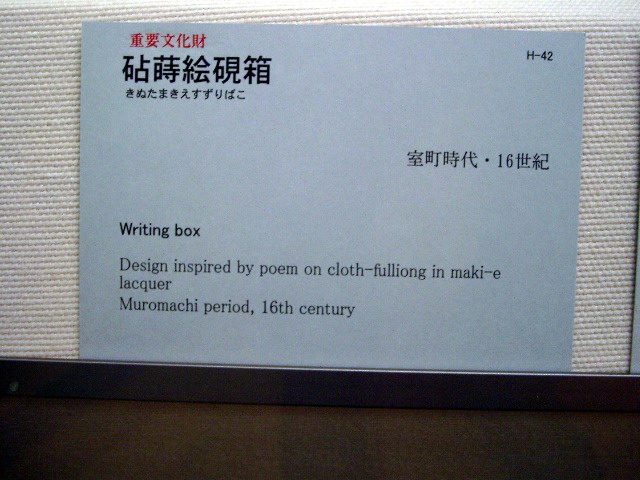 重要文化財
砧蒔絵硯箱
きぬたまきえすずりばこ
H-42
室町時代・16世紀
Writing box
Design inspired by poem on cloth-fulliong in maki-e
lacquer
Muromachi period, 16th century